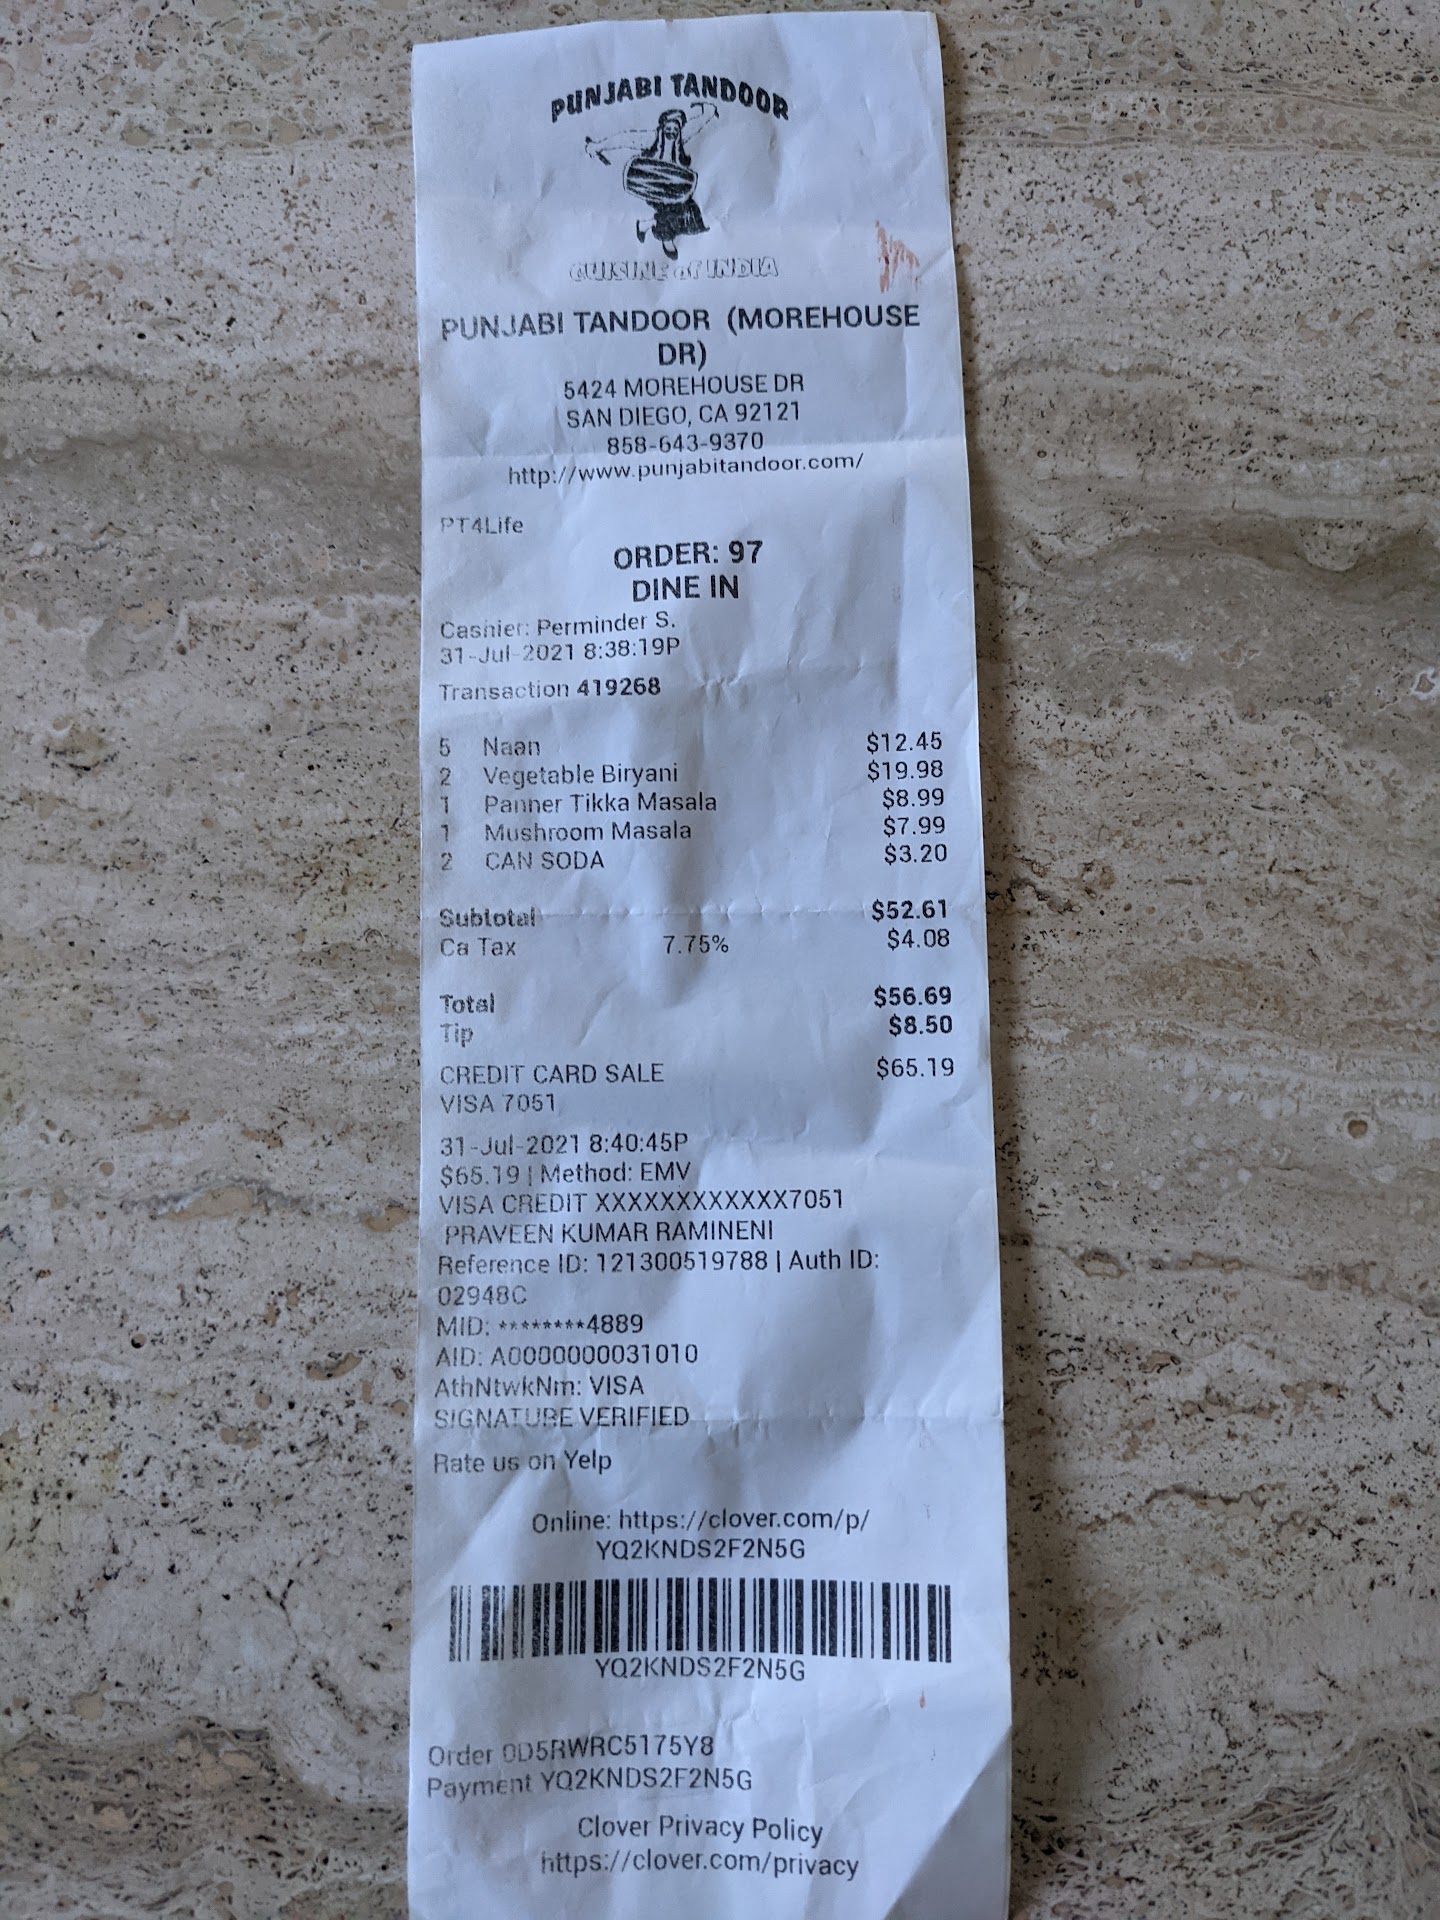 PUNJABI TANDOOR
CUISINE OF INDIA
PUNJABI TANDOOR (MOREHOUSE
DR)
5424 MOREHOUSE DR
SAN DIEGO, CA 92121
858-643-9370
http://www.punjabitandoor.com/
PT4Life
ORDER: 97
DINE IN
Cashier: Perminder S.
31-Jul-2021 8:38:19P
Transaction 419268
5 Naan $12.45
2 Vegetable Biryani $19.98
1 Panner Tikka Masala $8.99
1 Mushroom Masala $7.99
2 CAN SODA $3.20
Subtotal $52.61
Ca Tax 7.75% $4.08
Total $56.69
Tip $8.50
CREDIT CARD SALE $65.19
VISA 7051
31-Jul-2021 8:40:45P
$65.19 | Method: EMV
VISA CREDIT XXXXXXXXXXXX7051
PRAVEEN KUMAR RAMINENI
Reference ID: 121300519788 | Auth ID:
02948C
MID: ********4889
AID: A0000000031010
AthNtwkNm: VISA
SIGNATURE VERIFIED
Rate us on Yelp
Online: https://clover.com/p/
YQ2KNDS2F2N5G
YQ2KNDS2F2N5G
Order 0D5RWRC5175Y8
Payment YQ2KNDS2F2N5G
Clover Privacy Policy
https://clover.com/privacy